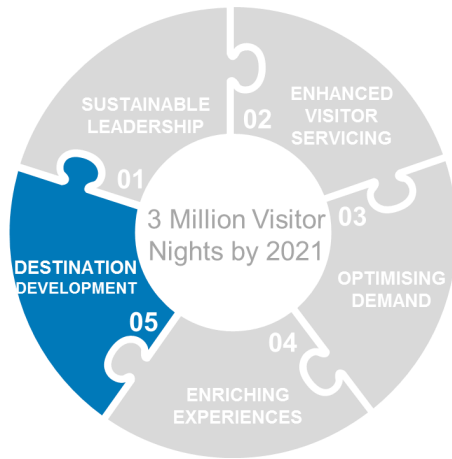 SUSTAINABLE
LEADERSHIP
01
ENHANCED
VISITOR
SERVICING
02
OPTIMISING
DEMAND
03
ENRICHING
EXPERIENCES
04
DESTINATION
DEVELOPMENT
05
3 Million Visitor
Nights by 2021